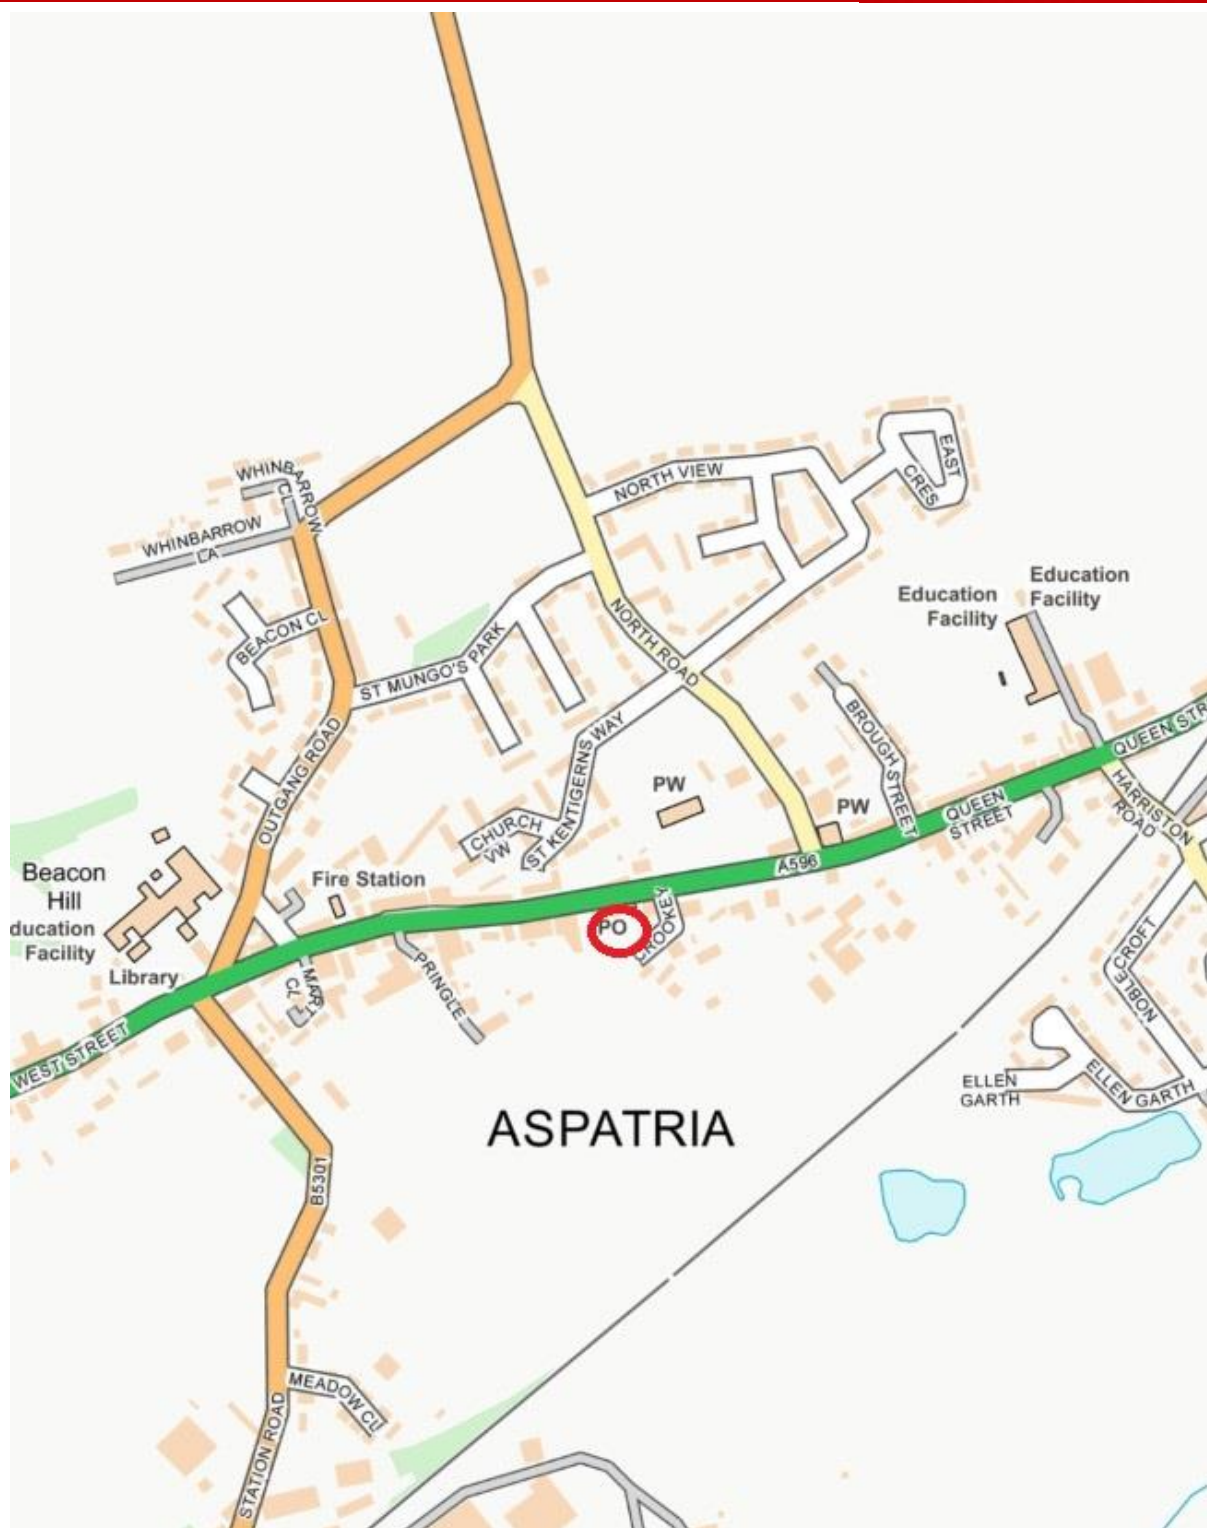 WHINBARROW
CL
WHINBARROW
LA
NORTH VIEW
EAST
CRES
Education
Facility
Education
Facility
BEACON CL
NORTH ROAD
ST MUNGO'S PARK
BROUGH STREET
OUTGANG ROAD
ST KENTIGERNS WAY
QUEEN STR
PW
PW
QUEEN
STREET
HARRISTON
ROAD
CHURCH
VW
A596
Beacon
Hill
ducation
Facility
Fire Station
Library
CROOKEY
PO
PRINGLE
MART
CL
NOBLE CROFT
WEST STREET
ELLEN
GARTH
ELLEN GARTH
ASPATRIA
B5301
MEADOW CL
STATION ROAD